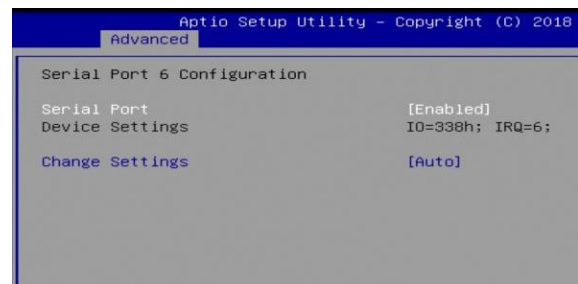 Aptio Setup Utility – Copyright (C) 2018
Advanced
Serial Port 6 Configuration
Serial Port [Enabled]
Device Settings IO=338h; IRQ=6;
Change Settings [Auto]